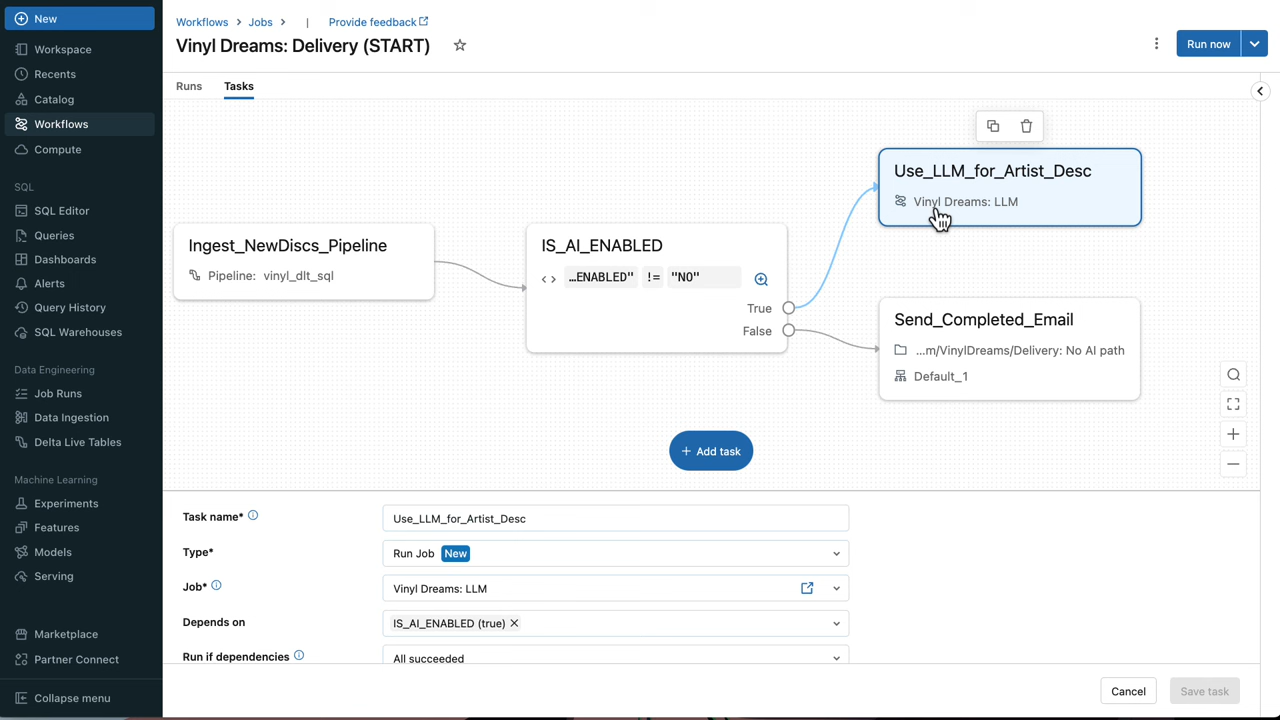 New
Workspace
Recents
Catalog
Workflows
Compute
SQL
SQL Editor
Queries
Dashboards
Alerts
Query History
SQL Warehouses
Data Engineering
Job Runs
Data Ingestion
Delta Live Tables
Machine Learning
Experiments
Features
Models
Serving
Marketplace
Partner Connect
Collapse menu
Workflows > Jobs > | Provide feedback
Vinyl Dreams: Delivery (START)
Run now
Runs Tasks
Ingest_NewDiscs_Pipeline
Pipeline: vinyl_dlt_sql
IS_AI_ENABLED
…ENABLED" != "NO"
True
False
Use_LLM_for_Artist_Desc
Vinyl Dreams: LLM
Send_Completed_Email
...m/VinylDreams/Delivery: No AI path
Default_1
+ Add task
Task name* Use_LLM_for_Artist_Desc
Type* Run Job New
Job* Vinyl Dreams: LLM
Depends on IS_AI_ENABLED (true)
Run if dependencies All succeeded
Cancel Save task